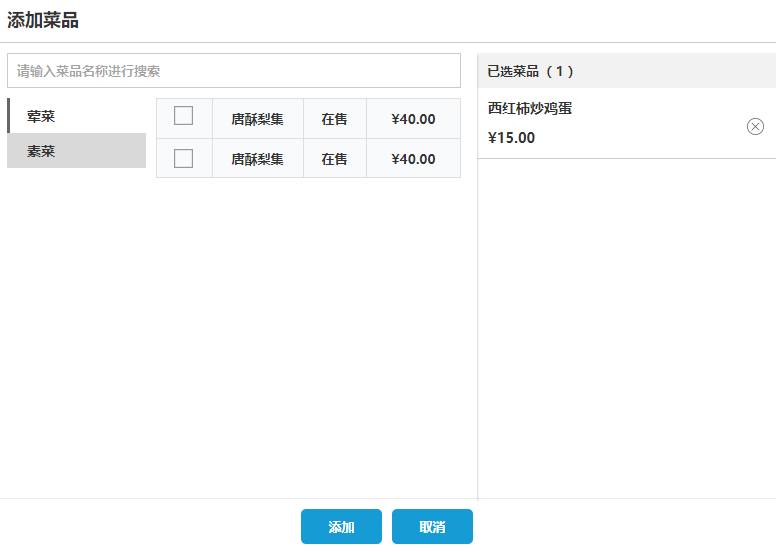 添加菜品
请输入菜品名称进行搜索
荤菜
素菜
唐酥梨集 在售 ¥40.00
唐酥梨集 在售 ¥40.00
已选菜品（1）
西红柿炒鸡蛋
¥15.00
添加 取消